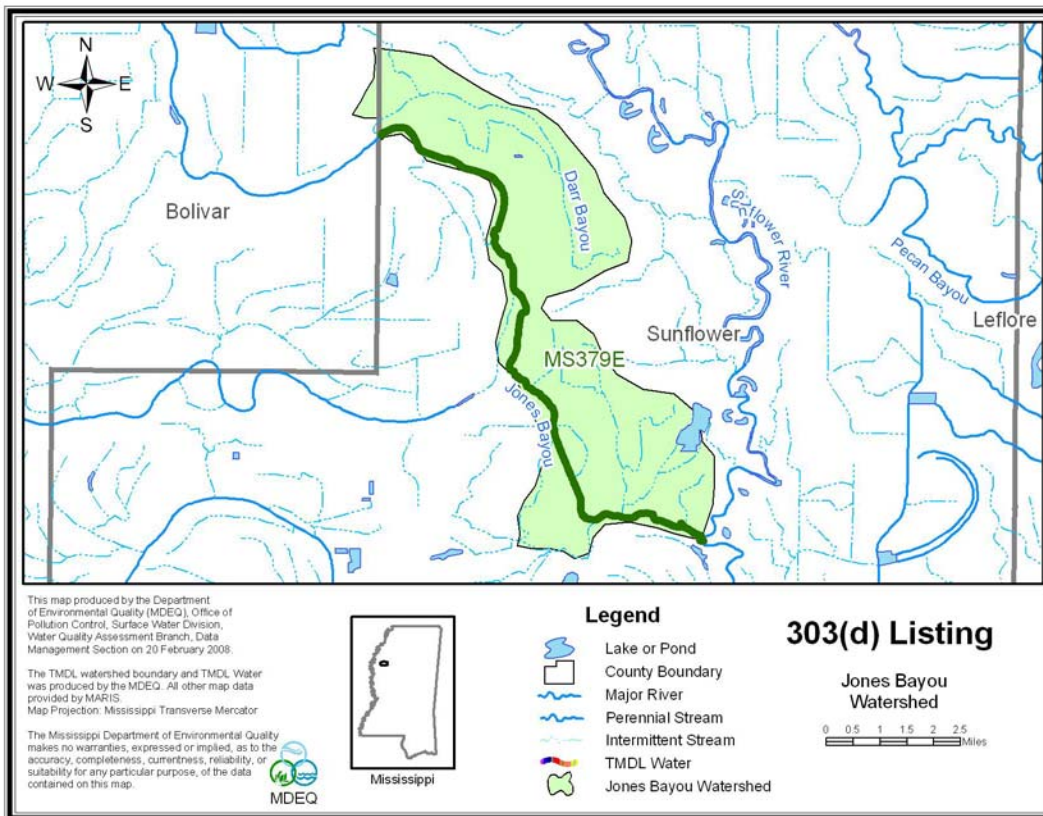 N
W E
S
Bolivar
Darr Bayou
Sunflower River
Pecan Bayou
Leflore
Sunflower
MS379E
Jones Bayou
This map produced by the Department
of Environmental Quality (MDEQ), Office of
Pollution Control, Surface Water Division,
Water Quality Assessment Branch, Data
Management Section on 20 February 2008.
The TMDL watershed boundary and TMDL Water
was produced by the MDEQ. All other map data
provided by MARIS.
Map Projection: Mississippi Transverse Mercator
The Mississippi Department of Environmental Quality
makes no warranties, expressed or implied, as to the
accuracy, completeness, currentness, reliability, or
suitability for any particular purpose, of the data
contained on this map.
MDEQ
Mississippi
Legend
Lake or Pond
County Boundary
Major River
Perennial Stream
Intermittent Stream
TMDL Water
Jones Bayou Watershed
303(d) Listing
Jones Bayou
Watershed
0 0.5 1 1.5 2 2.5
Miles